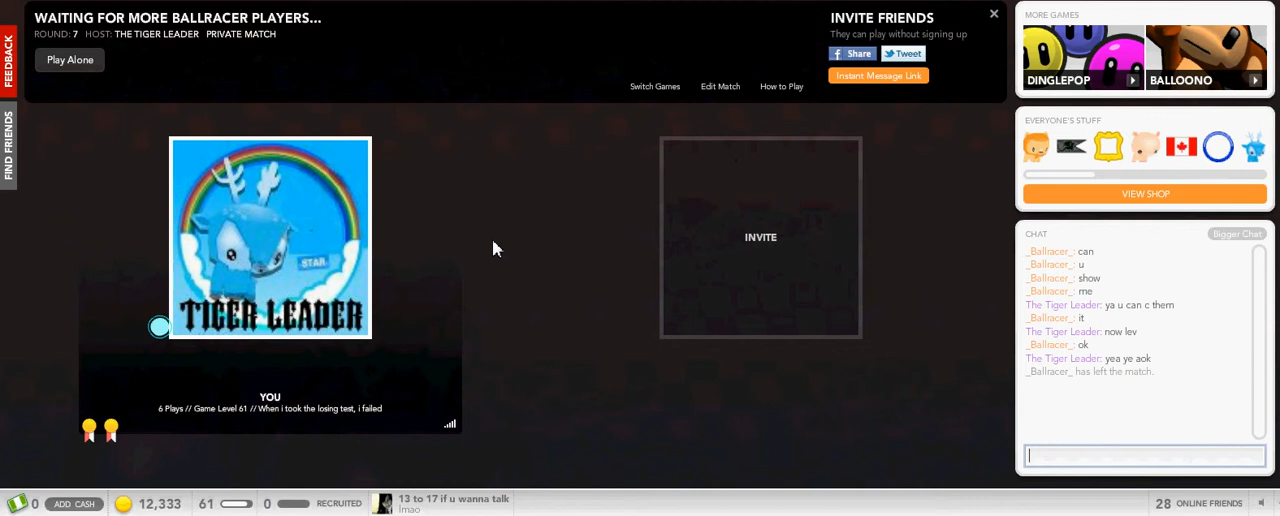 WAITING FOR MORE BALLRACER PLAYERS...
ROUND: 7 HOST: THE TIGER LEADER PRIVATE MATCH
Play Alone
INVITE FRIENDS
They can play without signing up
Share Tweet
Instant Message Link
Switch Games Edit Match How to Play
FEEDBACK
FIND FRIENDS
STAR
TIGER LEADER
INVITE
YOU
6 Plays // Game Level 61 // When i took the losing test, i failed
MORE GAMES
DINGLEPOP BALLOONO
EVERYONE'S STUFF
VIEW SHOP
CHAT Bigger Chat
_Ballracer_: can
_Ballracer_: u
_Ballracer_: show
_Ballracer_: me
The Tiger Leader: ya u can c them
_Ballracer_: it
The Tiger Leader: now lev
_Ballracer_: ok
The Tiger Leader: yea ye aok
_Ballracer_ has left the match.
0 ADD CASH 12,333 61 0 RECRUITED 13 to 17 if u wanna talk
lmao
28 ONLINE FRIENDS